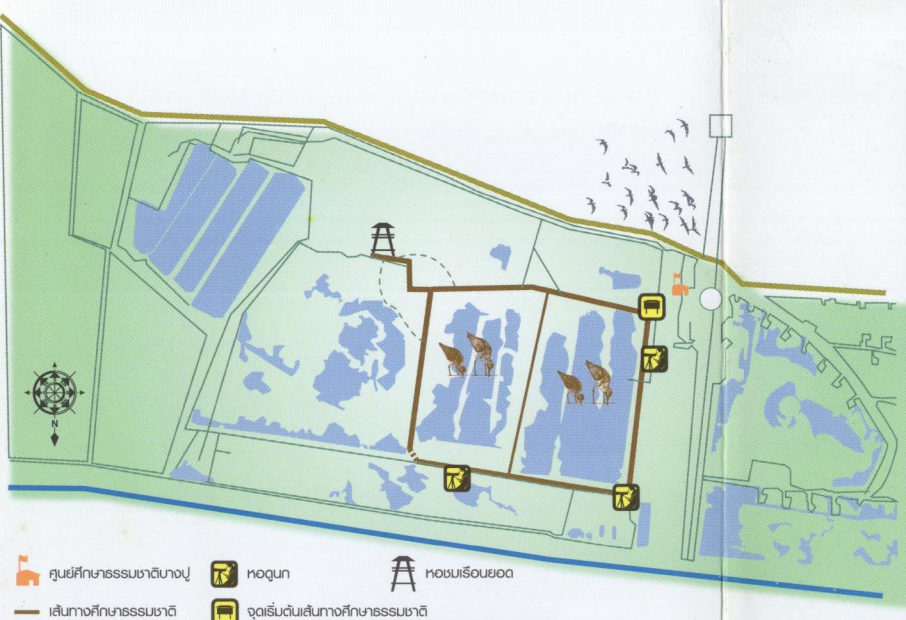 N
ศูนย์ศึกษาธรรมชาติบางปู หอดูนก หอชมเรือนยอด
เส้นทางศึกษาธรรมชาติ จุดเริ่มต้นเส้นทางศึกษาธรรมชาติ